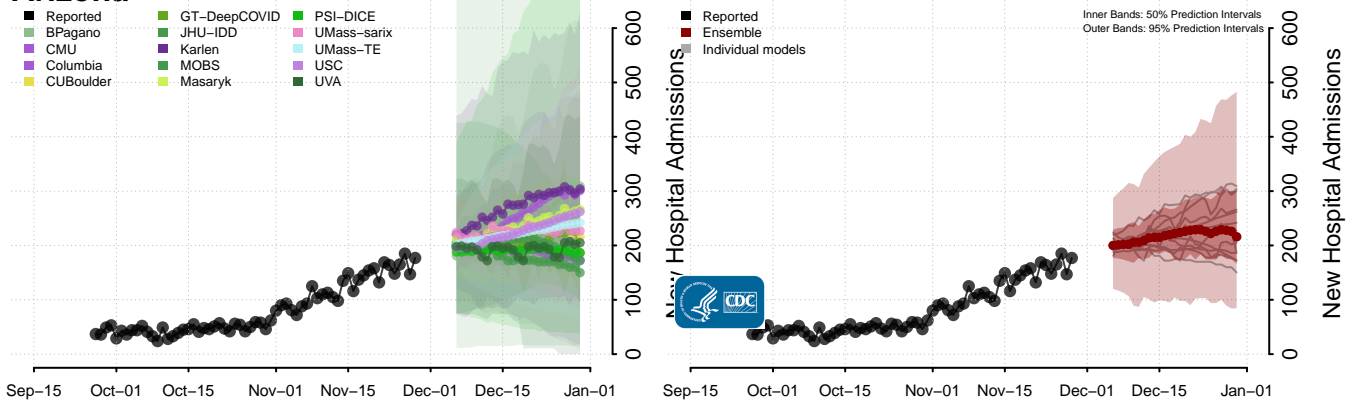 Arizona
Reported
BPagano
CMU
Columbia
CUBoulder
GT−DeepCOVID
JHU−IDD
Karlen
MOBS
Masaryk
PSI−DICE
UMass−sarix
UMass−TE
USC
UVA
0
100
200
300
400
500
600
New Hospital Admissions
Sep−15
Oct−01
Oct−15
Nov−01
Nov−15
Dec−01
Dec−15
Jan−01
Reported
Ensemble
Individual models
Inner Bands: 50% Prediction Intervals
Outer Bands: 95% Prediction Intervals
CDC
0
100
200
300
400
500
600
New Hospital Admissions
Sep−15
Oct−01
Oct−15
Nov−01
Nov−15
Dec−01
Dec−15
Jan−01